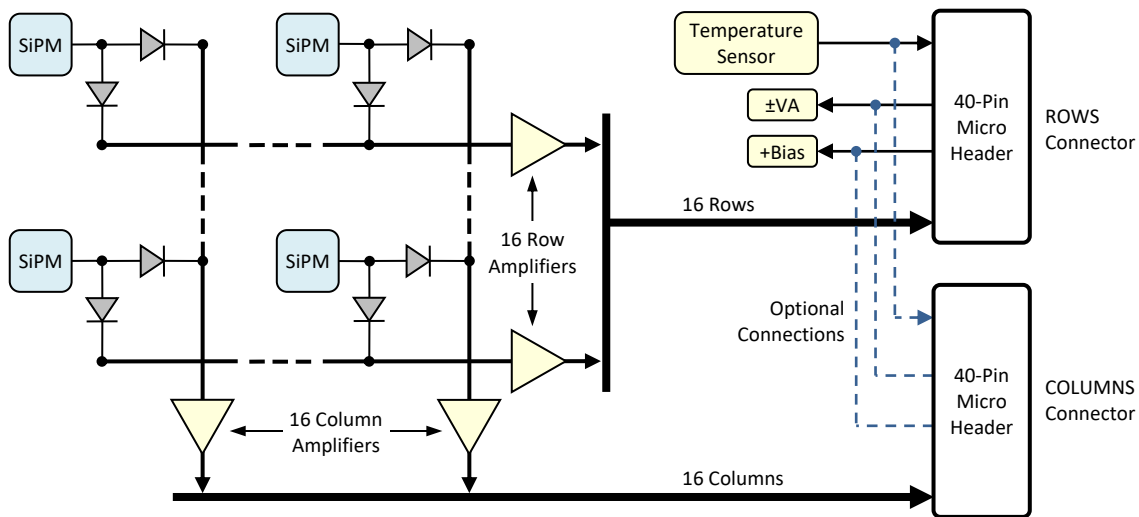 SiPM
SiPM
Temperature
Sensor
±VA
+Bias
40-Pin
Micro
Header
ROWS
Connector
16 Rows
SiPM
SiPM
16 Row
Amplifiers
Optional
Connections
40-Pin
Micro
Header
COLUMNS
Connector
16 Column
Amplifiers
16 Columns